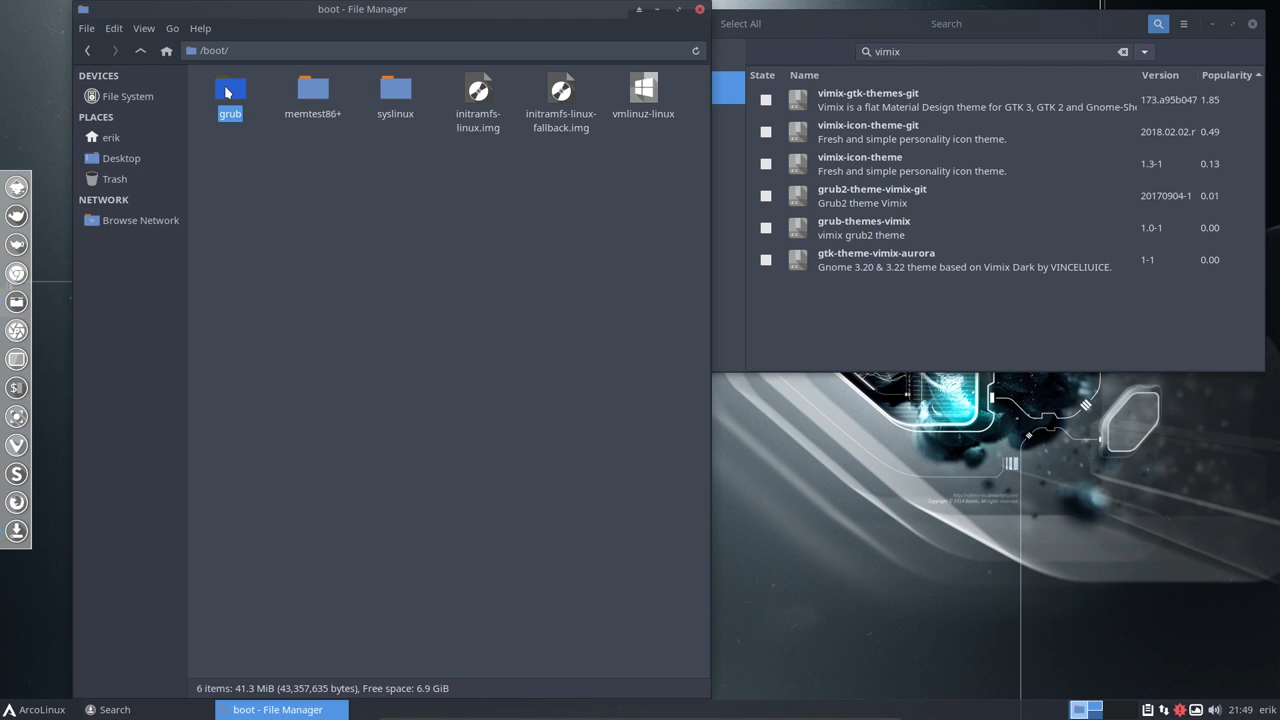 boot - File Manager
File Edit View Go Help
/boot/
DEVICES
File System
PLACES
erik
Desktop
Trash
NETWORK
Browse Network
grub
memtest86+
syslinux
initramfs-
linux.img
initramfs-linux-
fallback.img
vmlinuz-linux
6 items: 41.3 MiB (43,357,635 bytes), Free space: 6.9 GiB
Select All
Search
vimix
State Name Version Popularity
vimix-gtk-themes-git
Vimix is a flat Material Design theme for GTK 3, GTK 2 and Gnome-She
173.a95b047 1.85
vimix-icon-theme-git
Fresh and simple personality icon theme.
2018.02.02.r 0.49
vimix-icon-theme
Fresh and simple personality icon theme.
1.3-1 0.13
grub2-theme-vimix-git
Grub2 theme Vimix
20170904-1 0.01
grub-themes-vimix
vimix grub2 theme
1.0-1 0.00
gtk-theme-vimix-aurora
Gnome 3.20 & 3.22 theme based on Vimix Dark by VINCELIUICE.
1-1 0.00
ArcoLinux
Search
boot - File Manager
21:49 erik